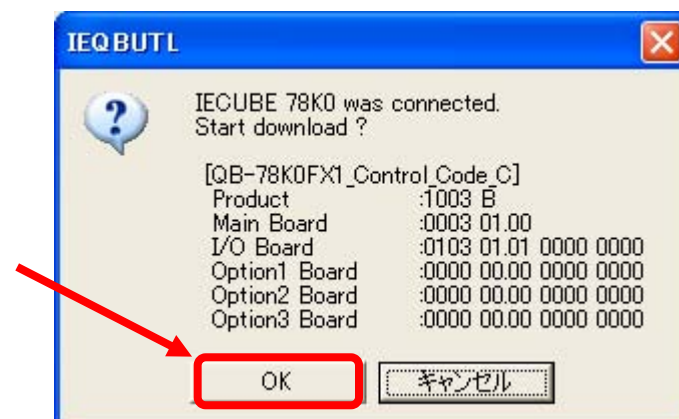 IEQBUTL
IECUBE 78K0 was connected.
Start download ?
[QB-78K0FX1_Control_Code_C]
Product :1003 B
Main Board :0003 01.00
I/O Board :0103 01.01 0000 0000
Option1 Board :0000 00.00 0000 0000
Option2 Board :0000 00.00 0000 0000
Option3 Board :0000 00.00 0000 0000
OK キャンセル